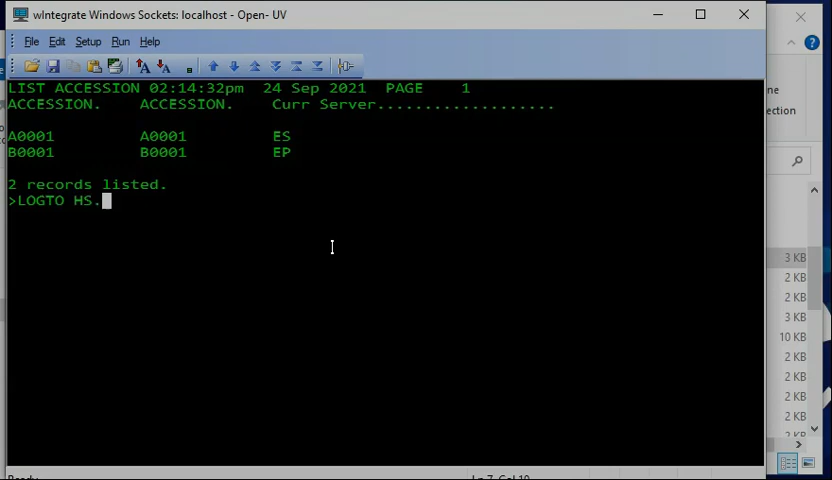 wIntegrate Windows Sockets: localhost - Open- UV
File Edit Setup Run Help
LIST ACCESSION 02:14:32pm 24 Sep 2021 PAGE 1
ACCESSION. ACCESSION. Curr Server....................
A0001 A0001 ES
B0001 B0001 EP
2 records listed.
>LOGTO HS.
ne
ection
3 KB
2 KB
2 KB
3 KB
10 KB
2 KB
2 KB
2 KB
2 KB